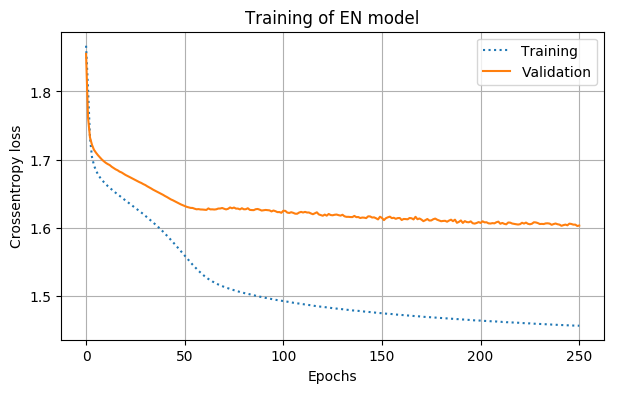 Training of EN model
Training
Validation
Crossentropy loss
1.8
1.7
1.6
1.5
0
50
100
150
200
250
Epochs